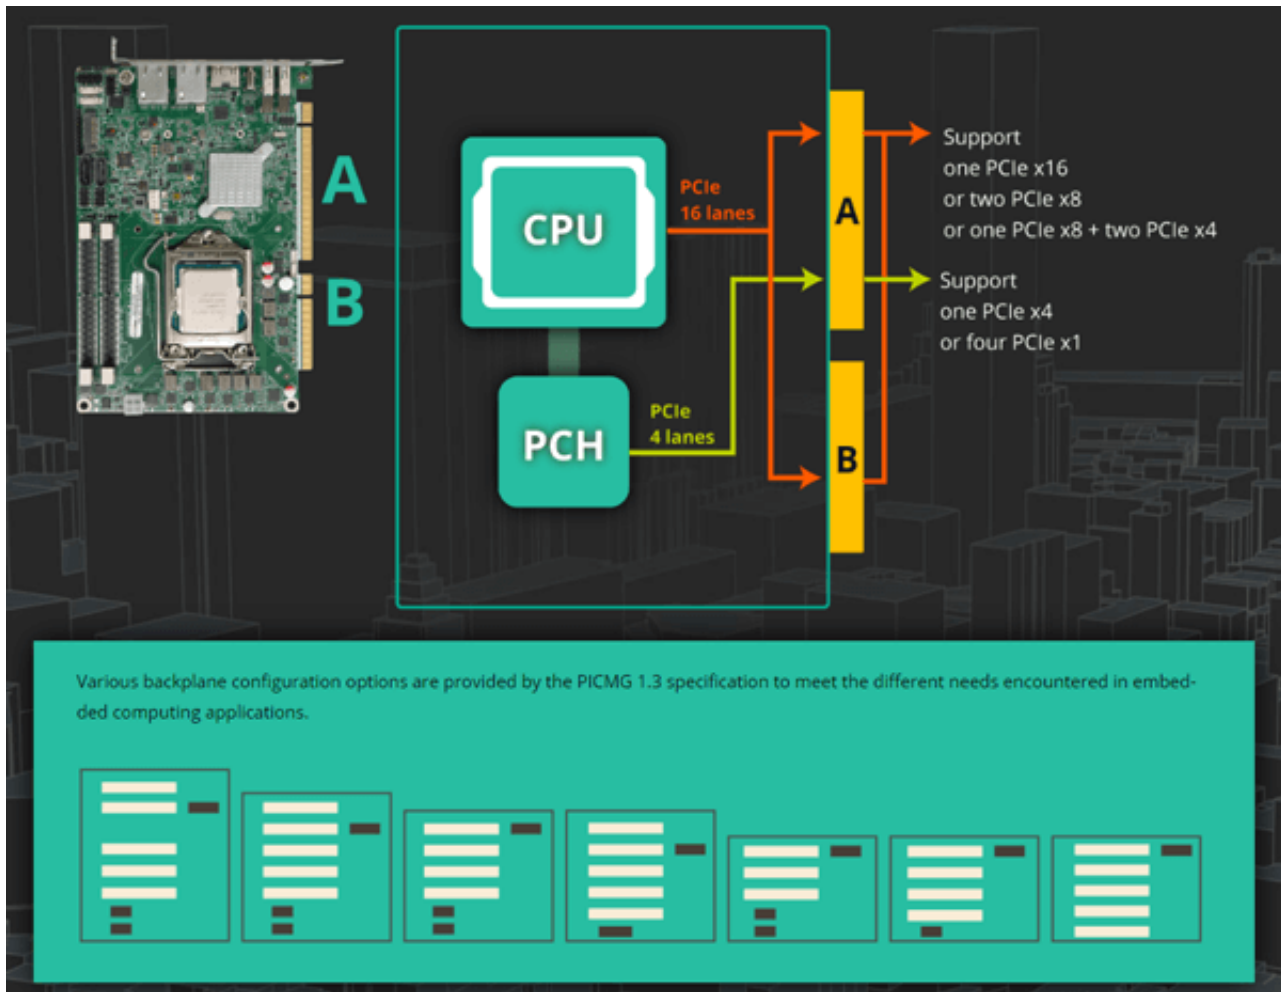 A
B
CPU
PCH
PCIe
16 lanes
PCIe
4 lanes
A
B
Support
one PCIe x16
or two PCIe x8
or one PCIe x8 + two PCIe x4
Support
one PCIe x4
or four PCIe x1
Various backplane configuration options are provided by the PICMG 1.3 specification to meet the different needs encountered in embed-
ded computing applications.